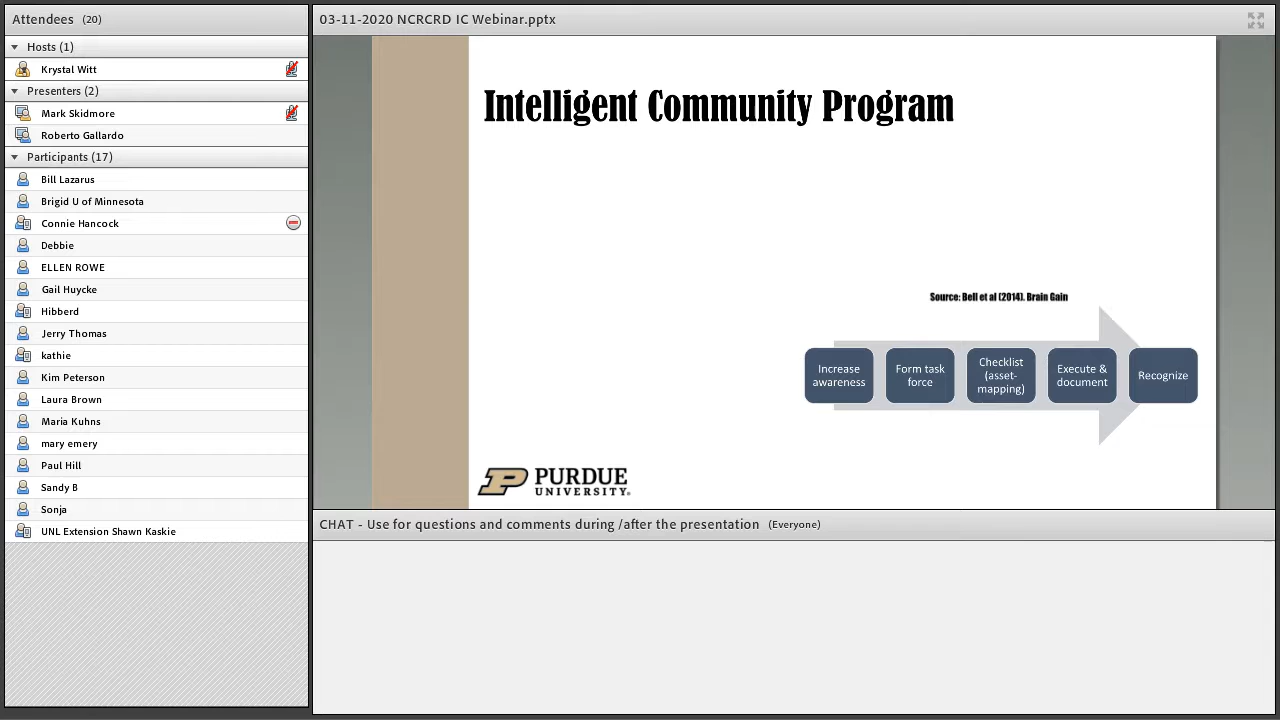 Attendees (20)
Hosts (1)
Krystal Witt
Presenters (2)
Mark Skidmore
Roberto Gallardo
Participants (17)
Bill Lazarus
Brigid U of Minnesota
Connie Hancock
Debbie
ELLEN ROWE
Gail Huycke
Hibberd
Jerry Thomas
kathie
Kim Peterson
Laura Brown
Maria Kuhns
mary emery
Paul Hill
Sandy B
Sonja
UNL Extension Shawn Kaskie
03-11-2020 NCRCRD IC Webinar.pptx
Intelligent Community Program
Source: Bell et al (2014). Brain Gain
Increase
awareness
Form task
force
Checklist
(asset-
mapping)
Execute &
document
Recognize
PURDUE
UNIVERSITY.
CHAT - Use for questions and comments during /after the presentation (Everyone)